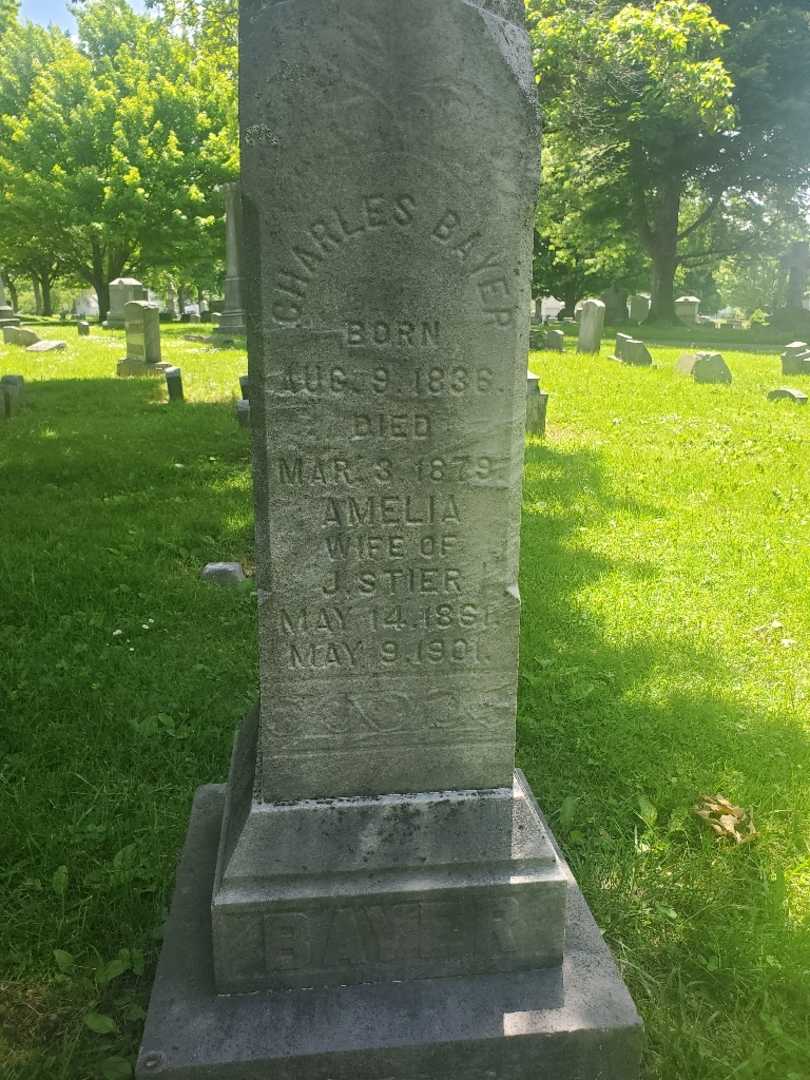 CHARLES BAYER
BORN
AUG. 9. 1836.
DIED
MAR. 3. 1879.
AMELIA
WIFE OF
J. STIER
MAY 14. 1861.
MAY 9. 1901.
BAYER